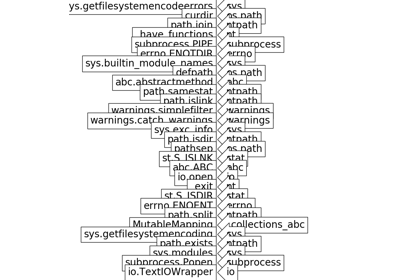 ys.getfilesystemencodeerrors sys
curdir os.path
path.join ntpath
have_functions nt
subprocess.PIPE subprocess
errno.ENOTDIR errno
sys.builtin_module_names sys
defpath os.path
abc.abstractmethod abc
path.samestat ntpath
path.islink ntpath
warnings.simplefilter warnings
warnings.catch_warnings warnings
sys.exc_info sys
path.isdir ntpath
pathsep os.path
st.S_ISLNK stat
abc.ABC abc
io.open io
exit nt
st.S_ISDIR stat
errno.ENOENT errno
path.split ntpath
MutableMapping _collections_abc
sys.getfilesystemencoding sys
path.exists ntpath
sys.modules sys
subprocess.Popen subprocess
io.TextIOWrapper io